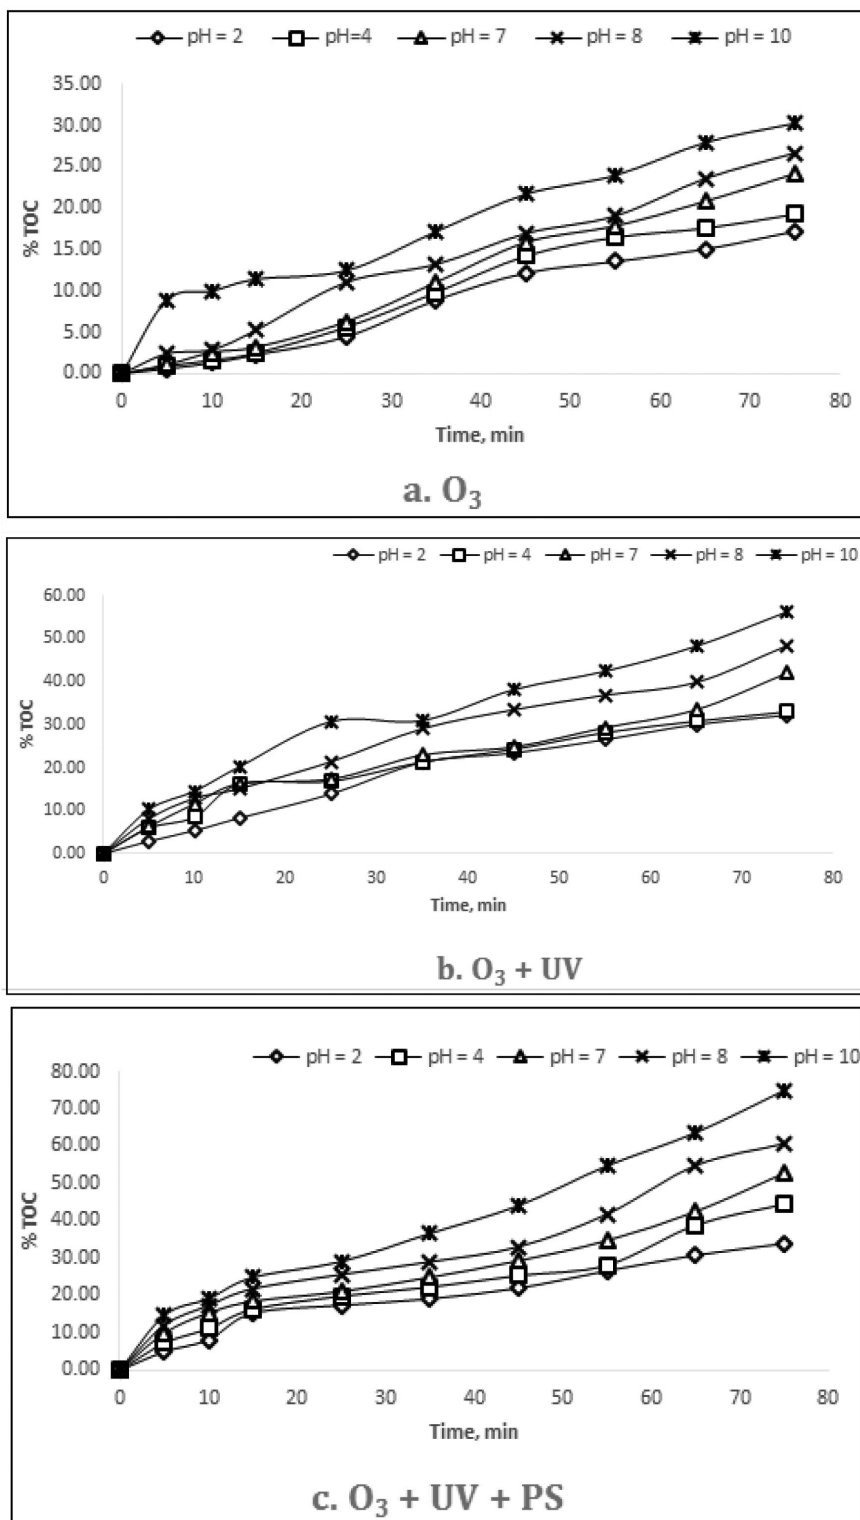 pH = 2 pH=4 pH = 7 pH = 8 pH = 10
35.00
30.00
25.00
20.00
15.00
10.00
5.00
0.00
% TOC
0 10 20 30 40 50 60 70 80
Time, min
a. O₃
pH = 2 pH = 4 pH = 7 pH = 8 pH = 10
60.00
50.00
40.00
30.00
20.00
10.00
0.00
% TOC
0 10 20 30 40 50 60 70 80
Time, min
b. O₃ + UV
pH = 2 pH = 4 pH = 7 pH = 8 pH = 10
80.00
70.00
60.00
50.00
40.00
30.00
20.00
10.00
0.00
% TOC
0 10 20 30 40 50 60 70 80
Time, min
c. O₃ + UV + PS